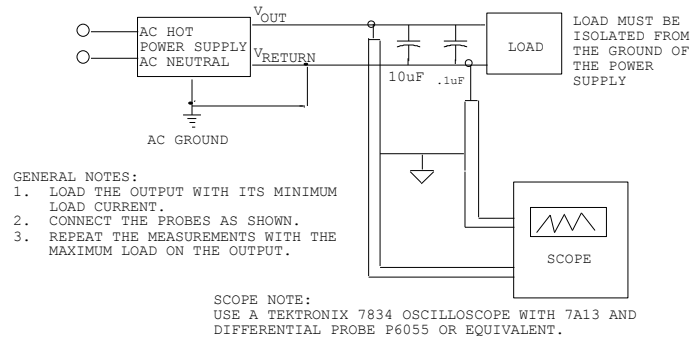 VOUT
AC HOT
POWER SUPPLY
AC NEUTRAL
VRETURN
AC GROUND
10uF
.1uF
LOAD
LOAD MUST BE
ISOLATED FROM
THE GROUND OF
THE POWER
SUPPLY
GENERAL NOTES:
1. LOAD THE OUTPUT WITH ITS MINIMUM
LOAD CURRENT.
2. CONNECT THE PROBES AS SHOWN.
3. REPEAT THE MEASUREMENTS WITH THE
MAXIMUM LOAD ON THE OUTPUT.
SCOPE
SCOPE NOTE:
USE A TEKTRONIX 7834 OSCILLOSCOPE WITH 7A13 AND
DIFFERENTIAL PROBE P6055 OR EQUIVALENT.